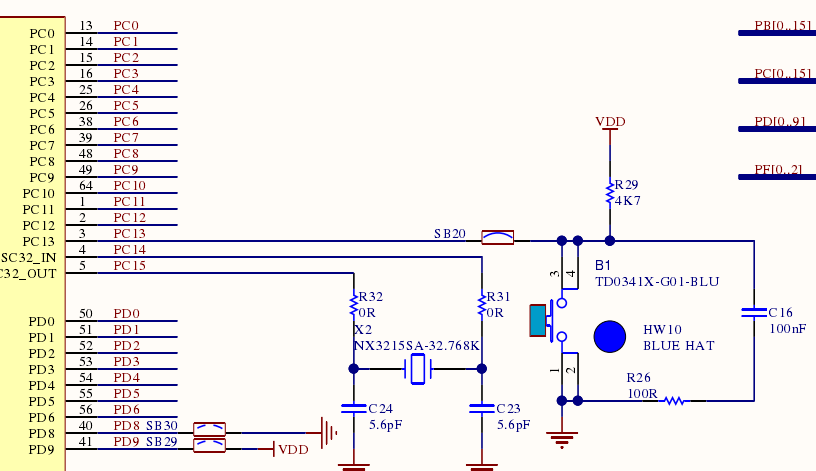 PC0 13 PC0 PB[0..15]
PC1 14 PC1
PC2 15 PC2
PC3 16 PC3 PC[0..15]
PC4 25 PC4
PC5 26 PC5
PC6 38 PC6 VDD PD[0..9]
PC7 39 PC7
PC8 48 PC8
PC9 49 PC9 PF[0..2]
PC10 64 PC10 R29
PC11 1 PC11 4K7
PC12 2 PC12
PC13 3 PC13 SB20
SC32_IN 4 PC14
C32_OUT 5 PC15 3 4 B1
TD0341X-G01-BLU
R32 R31
0R 0R
PD0 50 PD0 C16
PD1 51 PD1 X2 HW10 100nF
PD2 52 PD2 NX3215SA-32.768K BLUE HAT
PD3 53 PD3
PD4 54 PD4 1 2 R26
PD5 55 PD5 100R
PD6 56 PD6 C24 C23
PD8 40 PD8 SB30 5.6pF 5.6pF
PD9 41 PD9 SB29 VDD